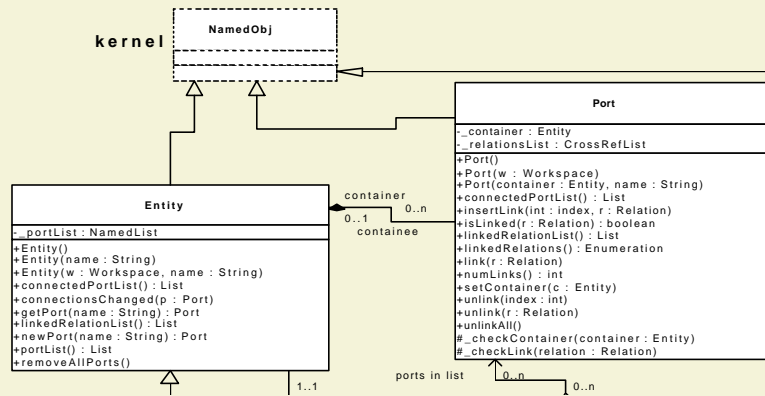 kernel
NamedObj
Port
-_container : Entity
-_relationsList : CrossRefList
+Port()
+Port(w : Workspace)
+Port(container : Entity, name : String)
+connectedPortList() : List
+insertLink(int : index, r : Relation)
+isLinked(r : Relation) : boolean
+linkedRelationList() : List
+linkedRelations() : Enumeration
+link(r : Relation)
+numLinks() : int
+setContainer(c : Entity)
+unlink(index : int)
+unlink(r : Relation)
+unlinkAll()
#_checkContainer(container : Entity)
#_checkLink(relation : Relation)
Entity
-_portList : NamedList
+Entity()
+Entity(name : String)
+Entity(w : Workspace, name : String)
+connectedPortList() : List
+connectionsChanged(p : Port)
+getPort(name : String) : Port
+linkedRelationList() : List
+newPort(name : String) : Port
+portList() : List
+removeAllPorts()
container
0..1
0..n
containee
1..1
ports in list
0..n
0..n